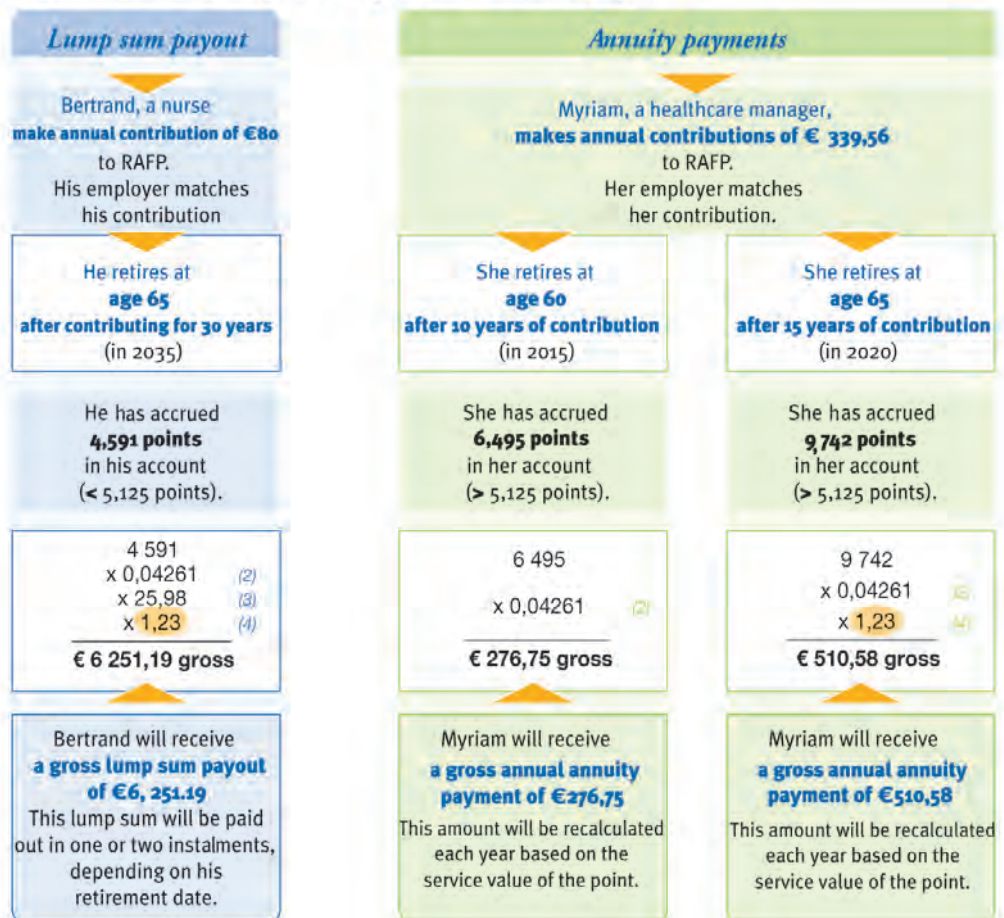 Lump sum payout
Bertrand, a nurse
make annual contribution of €80
to RAFP.
His employer matches
his contribution
He retires at
age 65
after contributing for 30 years
(in 2035)
He has accrued
4,591 points
in his account
(< 5,125 points).
4 591
x 0,04261 (2)
x 25,98 (3)
x 1,23 (4)
€ 6 251,19 gross
Bertrand will receive
a gross lump sum payout
of €6, 251.19
This lump sum will be paid
out in one or two instalments,
depending on his
retirement date.
Annuity payments
Myriam, a healthcare manager,
makes annual contributions of € 339,56
to RAFP.
Her employer matches
her contribution.
She retires at
age 60
after 10 years of contribution
(in 2015)
She has accrued
6,495 points
in her account
(> 5,125 points).
6 495
x 0,04261 (2)
€ 276,75 gross
Myriam will receive
a gross annual annuity
payment of €276,75
This amount will be recalculated
each year based on the
service value of the point.
She retires at
age 65
after 15 years of contribution
(in 2020)
She has accrued
9,742 points
in her account
(> 5,125 points).
9 742
x 0,04261
x 1,23 (4)
€ 510,58 gross
Myriam will receive
a gross annual annuity
payment of €510,58
This amount will be recalculated
each year based on the
service value of the point.